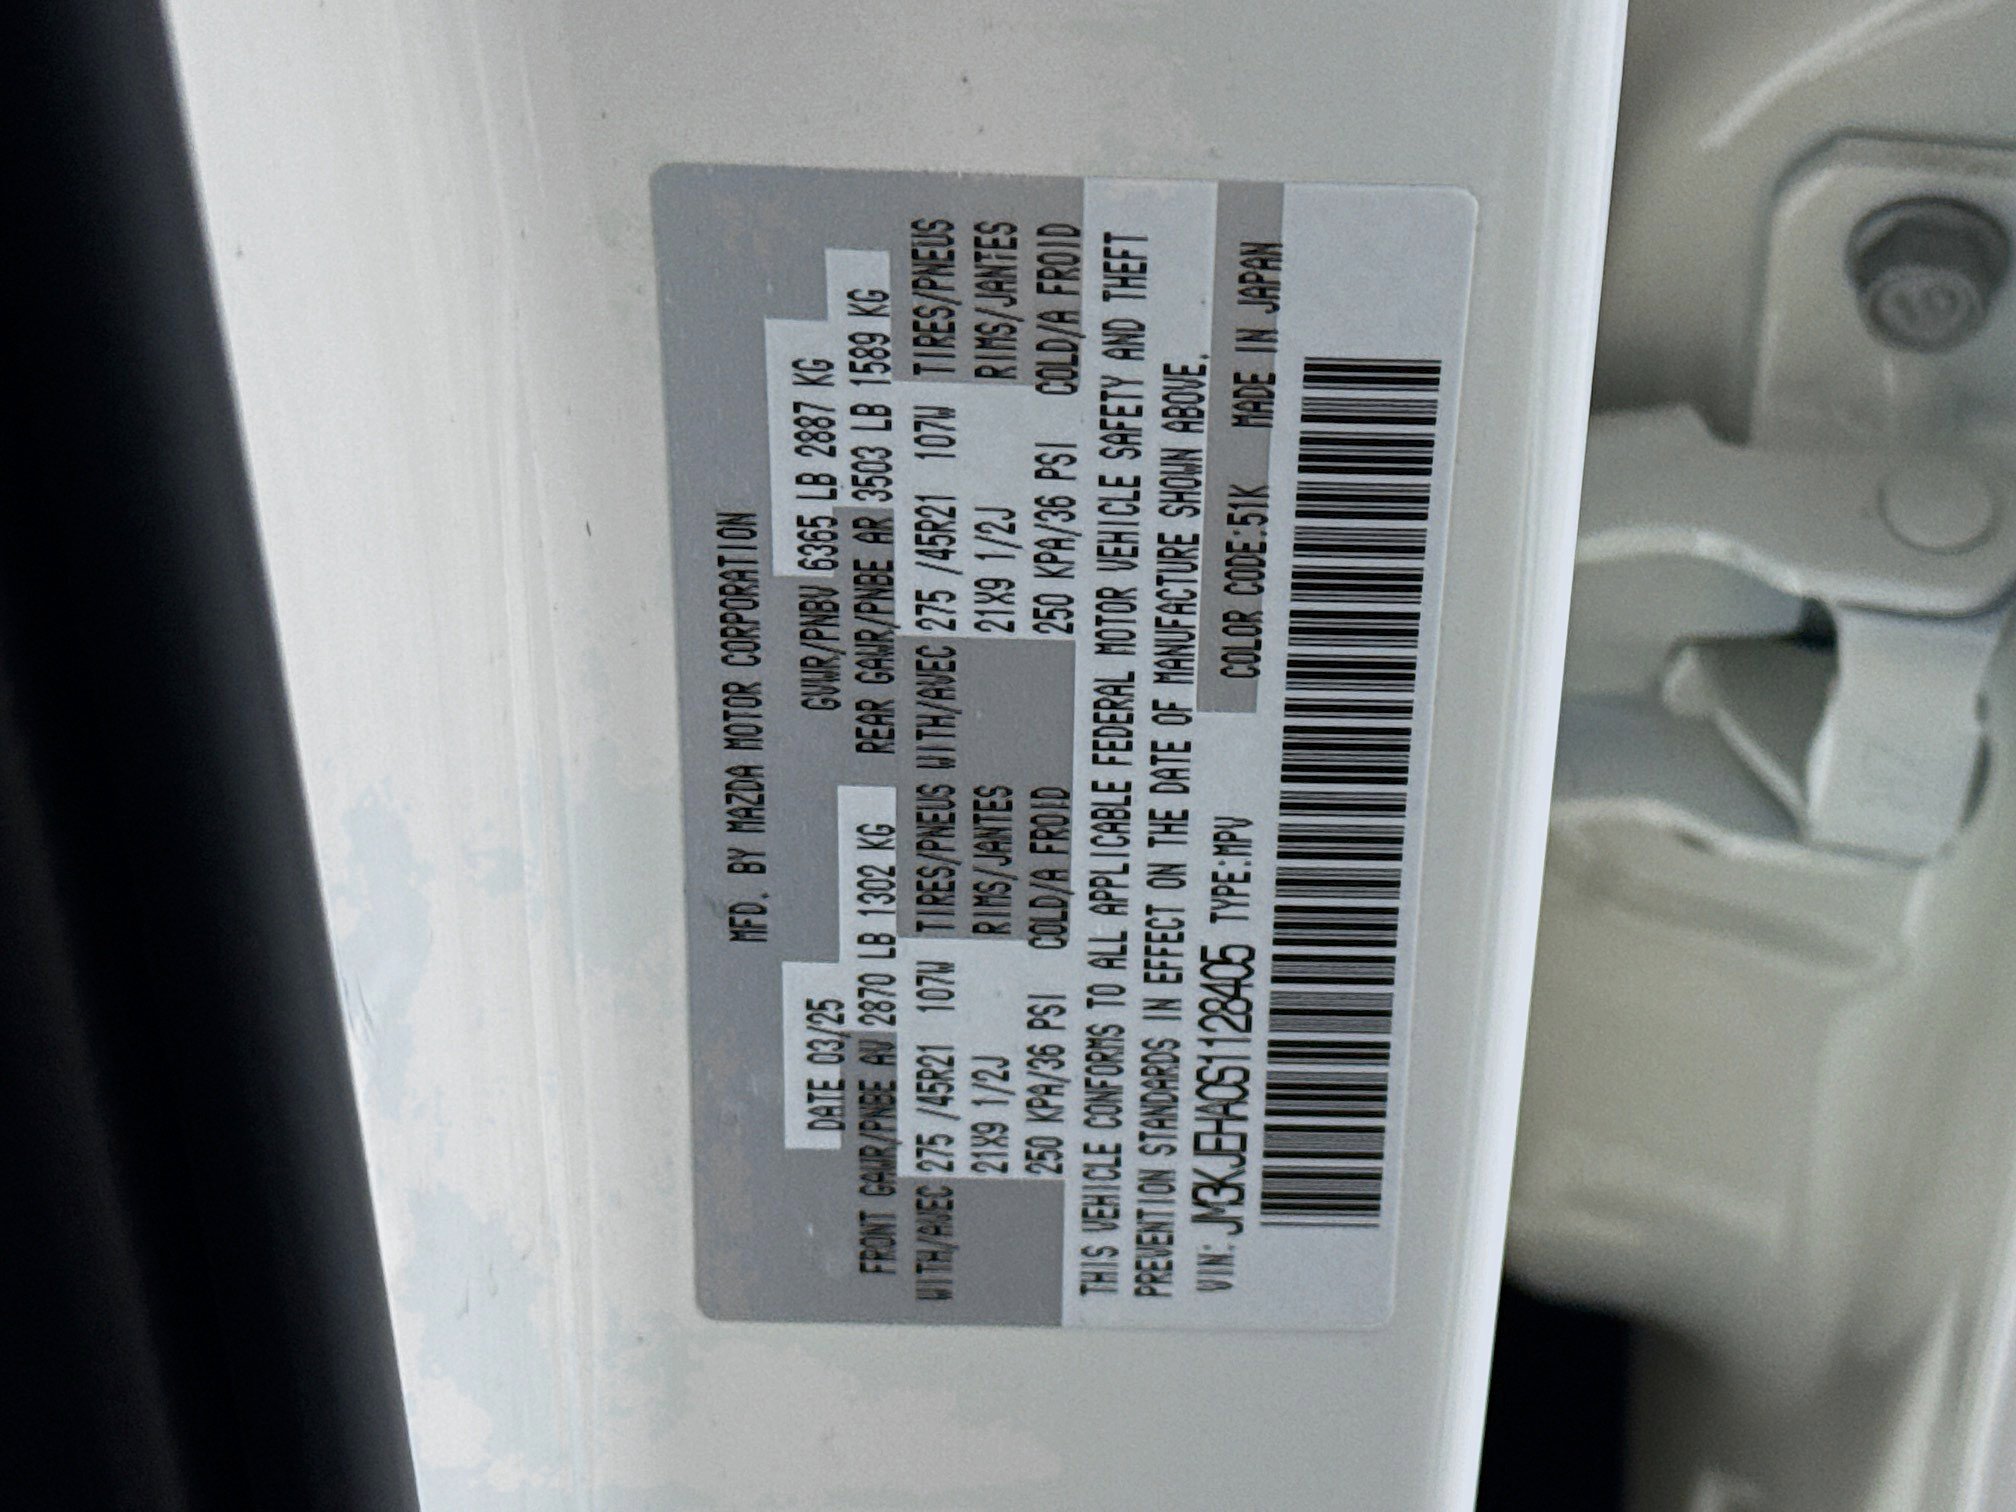 MFD. BY MAZDA MOTOR CORPORATION
DATE 03/25 GVWR/PNBV 6365 LB 2887 KG
FRONT GAWR/PNBE AV 2870 LB 1302 KG REAR GAWR/PNBE AR 3503 LB 1589 KG
WITH/AVEC 275 /45R21 107W TIRES/PNEUS WITH/AVEC 275 /45R21 107W TIRES/PNEUS
21X9 1/2J RIMS/JANTES 21X9 1/2J RIMS/JANTES
250 KPA/36 PSI COLD/A FROID 250 KPA/36 PSI COLD/A FROID
THIS VEHICLE CONFORMS TO ALL APPLICABLE FEDERAL MOTOR VEHICLE SAFETY AND THEFT
PREVENTION STANDARDS IN EFFECT ON THE DATE OF MANUFACTURE SHOWN ABOVE.
VIN: JM3KJEHA0S1128405 TYPE:MPV COLOR CODE:51K MADE IN JAPAN